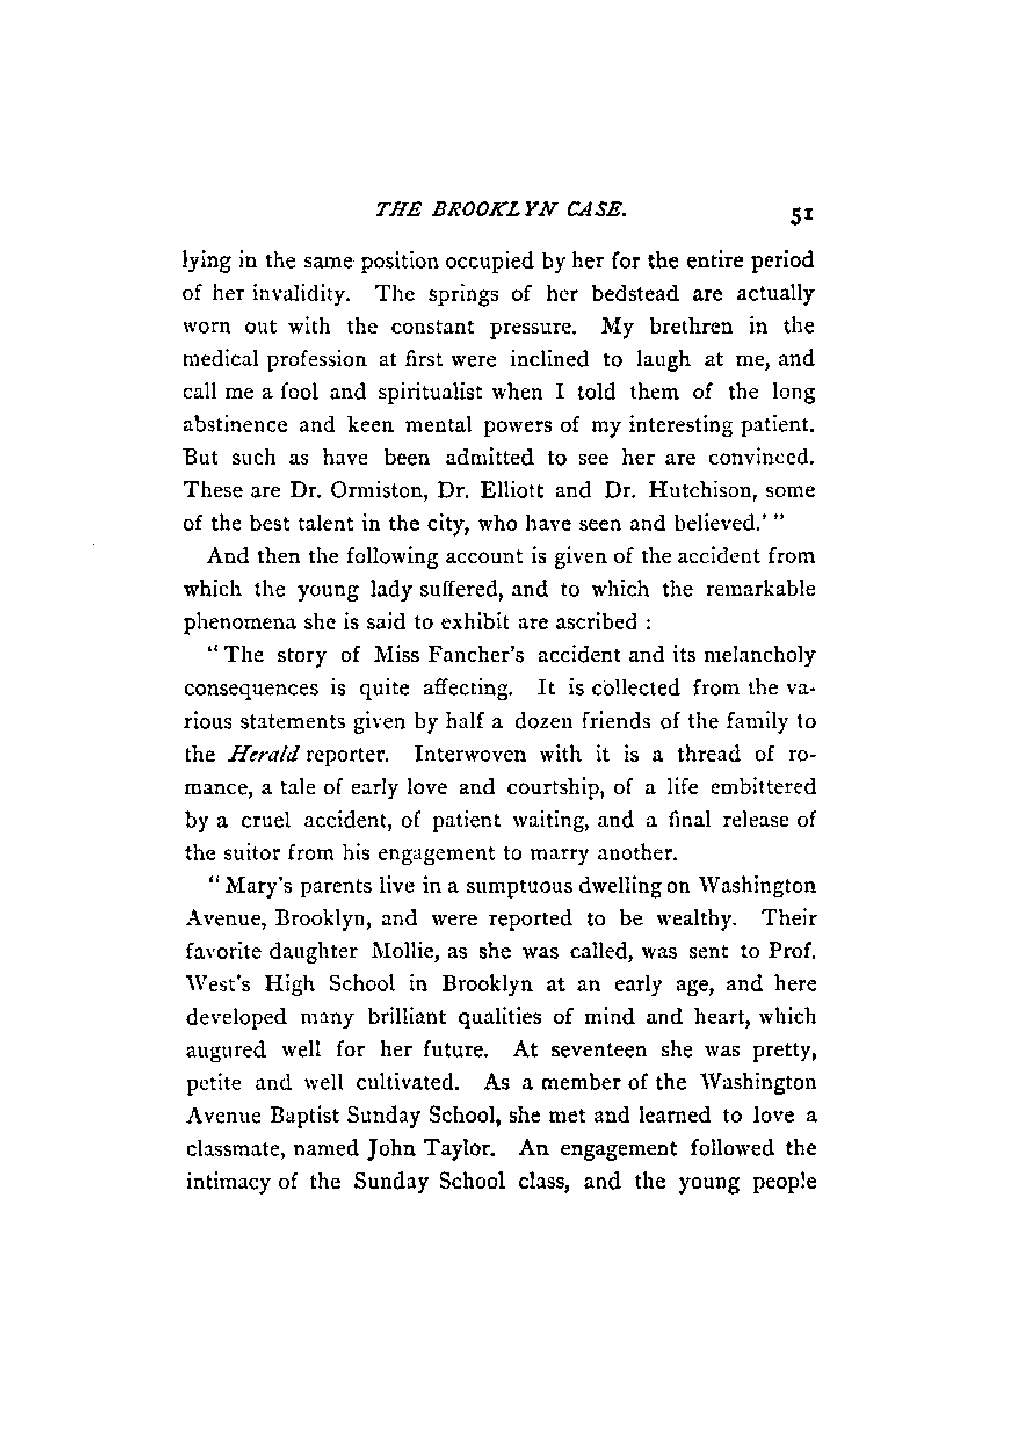 THE BROOKLYN CASE. 51
lying in the same position occupied by her for the entire period
of her invalidity. The springs of her bedstead are actually
worn out with the constant pressure. My brethren in the
medical profession at first were inclined to laugh at me, and
call me a fool and spiritualist when I told them of the long
abstinence and keen mental powers of my interesting patient.
But such as have been admitted to see her are convinced.
These are Dr. Ormiston, Dr. Elliott and Dr. Hutchison, some
of the best talent in the city, who have seen and believed.' "
And then the following account is given of the accident from
which the young lady suffered, and to which the remarkable
phenomena she is said to exhibit are ascribed :
" The story of Miss Fancher's accident and its melancholy
consequences is quite affecting. It is collected from the va-
rious statements given by half a dozen friends of the family to
the Herald reporter. Interwoven with it is a thread of ro-
mance, a tale of early love and courtship, of a life embittered
by a cruel accident, of patient waiting, and a final release of
the suitor from his engagement to marry another.
" Mary's parents live in a sumptuous dwelling on Washington
Avenue, Brooklyn, and were reported to be wealthy. Their
favorite daughter Mollie, as she was called, was sent to Prof.
West's High School in Brooklyn at an early age, and here
developed many brilliant qualities of mind and heart, which
augured well for her future. At seventeen she was pretty,
petite and well cultivated. As a member of the Washington
Avenue Baptist Sunday School, she met and learned to love a
classmate, named John Taylor. An engagement followed the
intimacy of the Sunday School class, and the young people